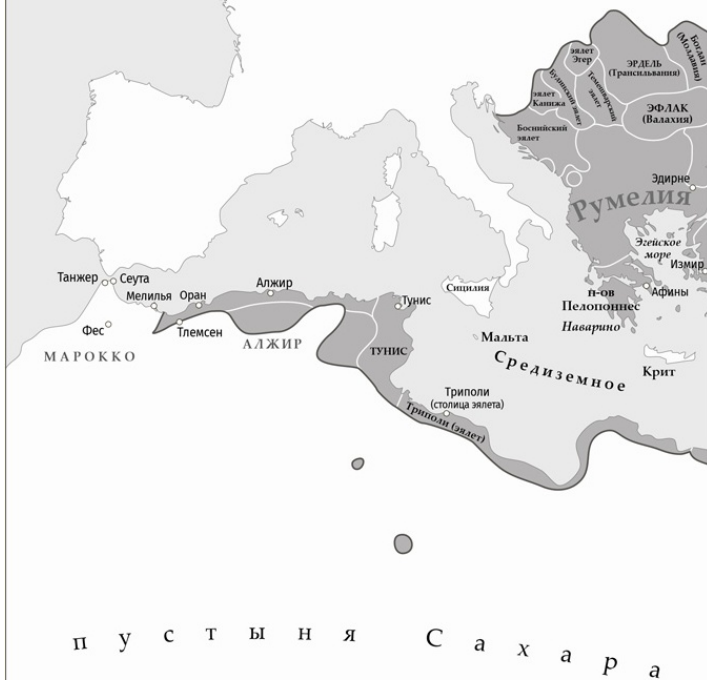 эялет
Эгер
Будинский эялет
Темешварский
эялет
ЭРДЕЛЬ
(Трансильвания)
Богдан
(Молдавия)
эялет
Канижа
ЭФЛАК
(Валахия)
Боснийский
эялет
Эдирне
Румелия
Эгейское
море
Измир
Танжер
Сеута
Мелилья
Оран
Алжир
Тунис
Сицилия
п-ов
Пелопоннес
Афины
Фес
Тлемсен
Наварино
МАРОККО
АЛЖИР
ТУНИС
Мальта
Средиземное
Крит
Триполи
(столица эялета)
Триполи (эялет)
пустыня Сахара